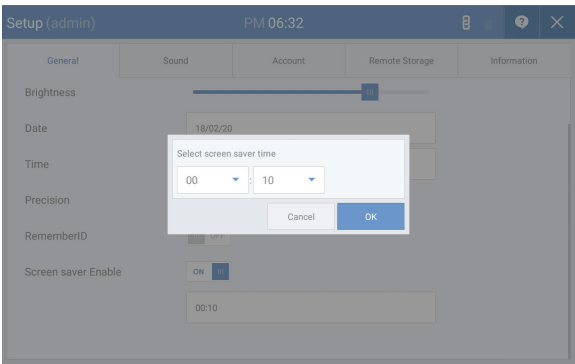 Setup (admin) PM 06:32
General Sound Account Remote Storage Information
Brightness
Date 18/02/20
Select screen saver time
Time
00 : 10
Precision
Cancel OK
RememberID OFF
Screen saver Enable ON
00:10